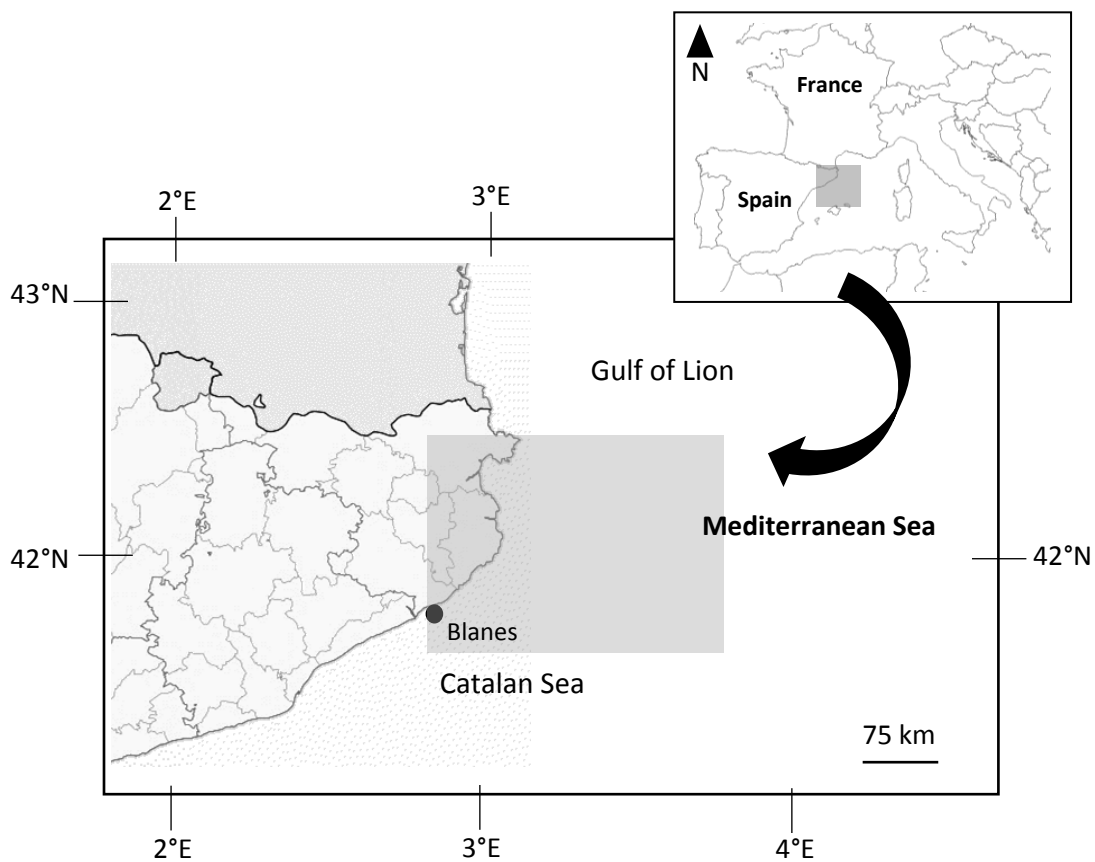 N
France
Spain
2°E
3°E
43°N
Gulf of Lion
Mediterranean Sea
42°N
42°N
Blanes
Catalan Sea
75 km
2°E
3°E
4°E